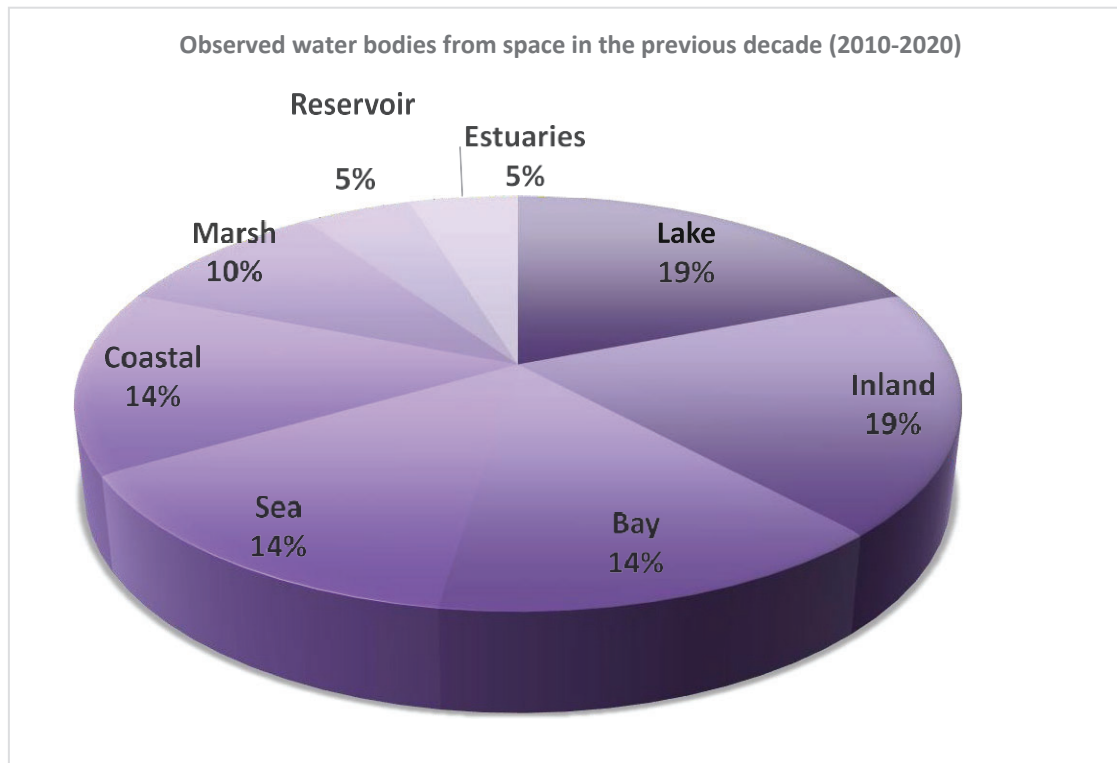 Observed water bodies from space in the previous decade (2010-2020)
Reservoir
5%
Estuaries
5%
Lake
19%
Inland
19%
Bay
14%
Sea
14%
Coastal
14%
Marsh
10%